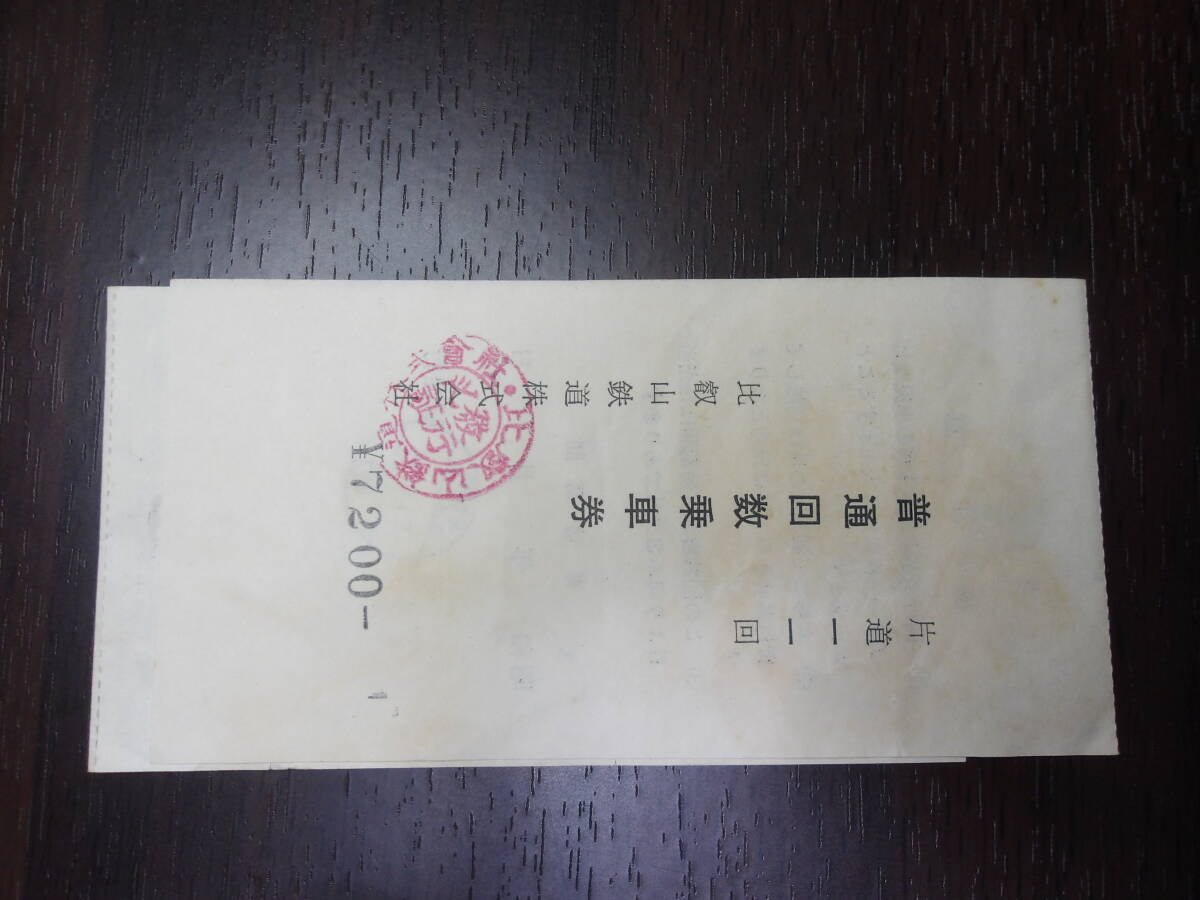 片道一一回
普通回数乗車券
比叡山鉄道株式会社
¥7200-